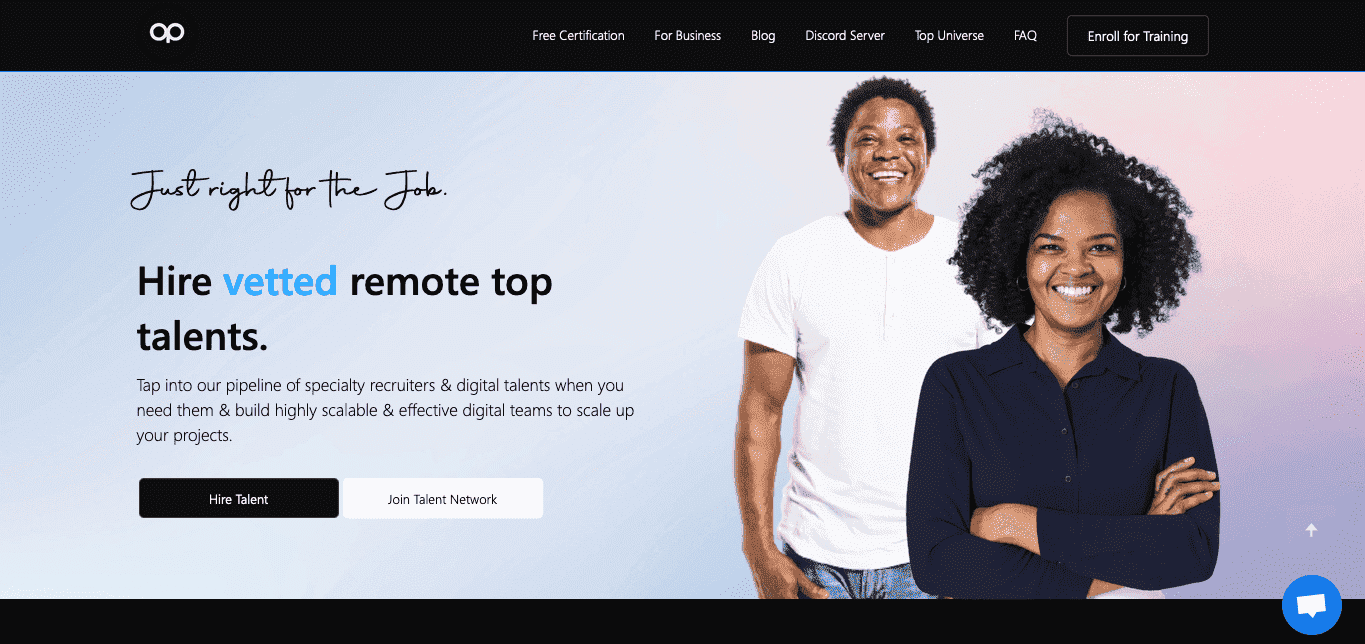 op
Free Certification
For Business
Blog
Discord Server
Top Universe
FAQ
Enroll for Training
Just right for the Job.
Hire vetted remote top
talents.
Tap into our pipeline of specialty recruiters & digital talents when you
need them & build highly scalable & effective digital teams to scale up
your projects.
Hire Talent
Join Talent Network